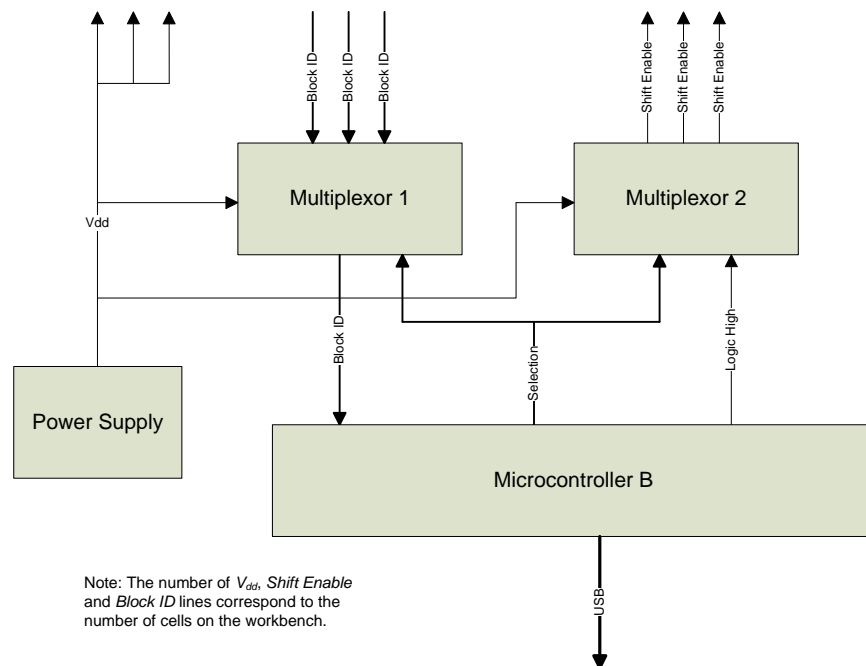 Block ID
Block ID
Block ID
Shift Enable
Shift Enable
Shift Enable
Multiplexor 1
Multiplexor 2
Vdd
Block ID
Selection
Logic High
Power Supply
Microcontroller B
Note: The number of Vdd, Shift Enable
and Block ID lines correspond to the
number of cells on the workbench.
USB